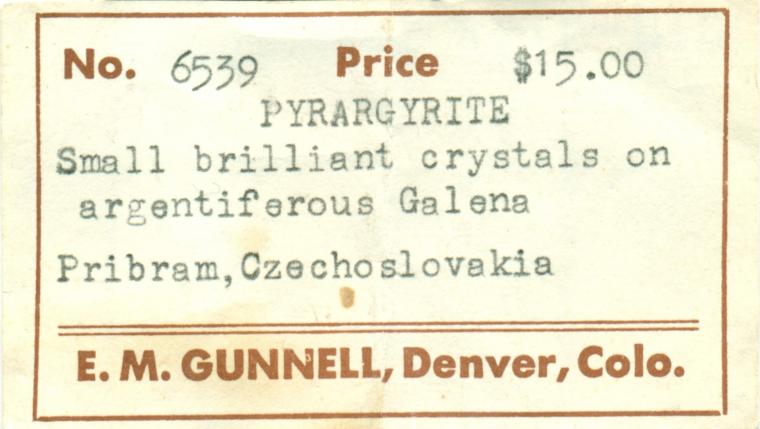 No. 6539 Price $15.00
PYRARGYRITE
Small brilliant crystals on
argentiferous Galena
Pribram,Czechoslovakia
E. M. GUNNELL, Denver, Colo.